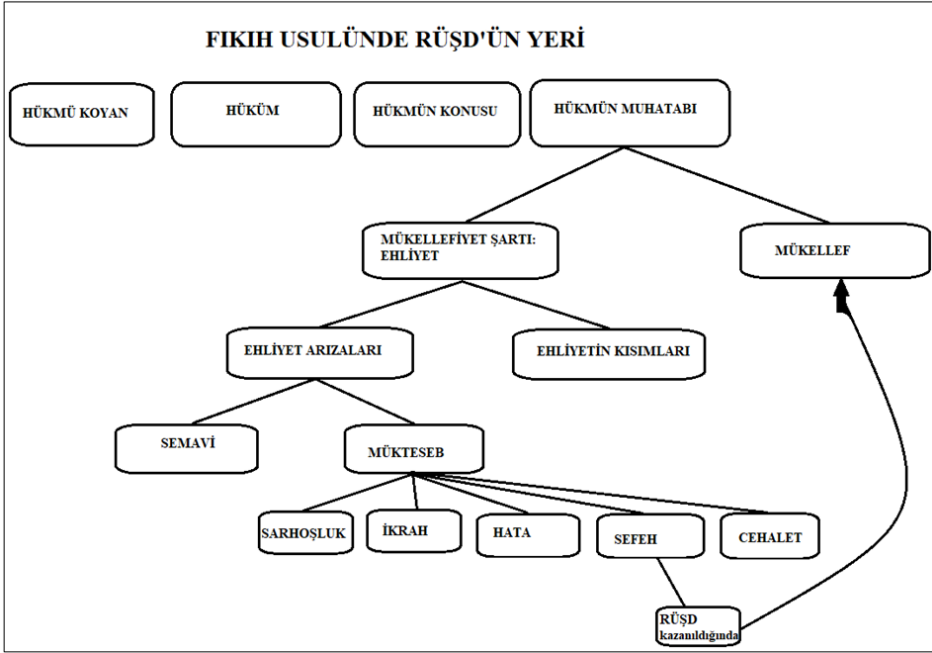 FIKIH USULÜNDE RÜŞD'ÜN YERİ
HÜKMÜ KOYAN
HÜKÜM
HÜKMÜN KONUSU
HÜKMÜN MUHATABI
MÜKELLEFİYET ŞARTI:
EHLİYET
MÜKELLEF
EHLİYET ARIZALARI
EHLİYETİN KISIMLARI
SEMAVİ
MÜKTESEB
SARHOŞLUK
İKRAH
HATA
SEFEH
CEHALET
RÜŞD
kazanıldığında